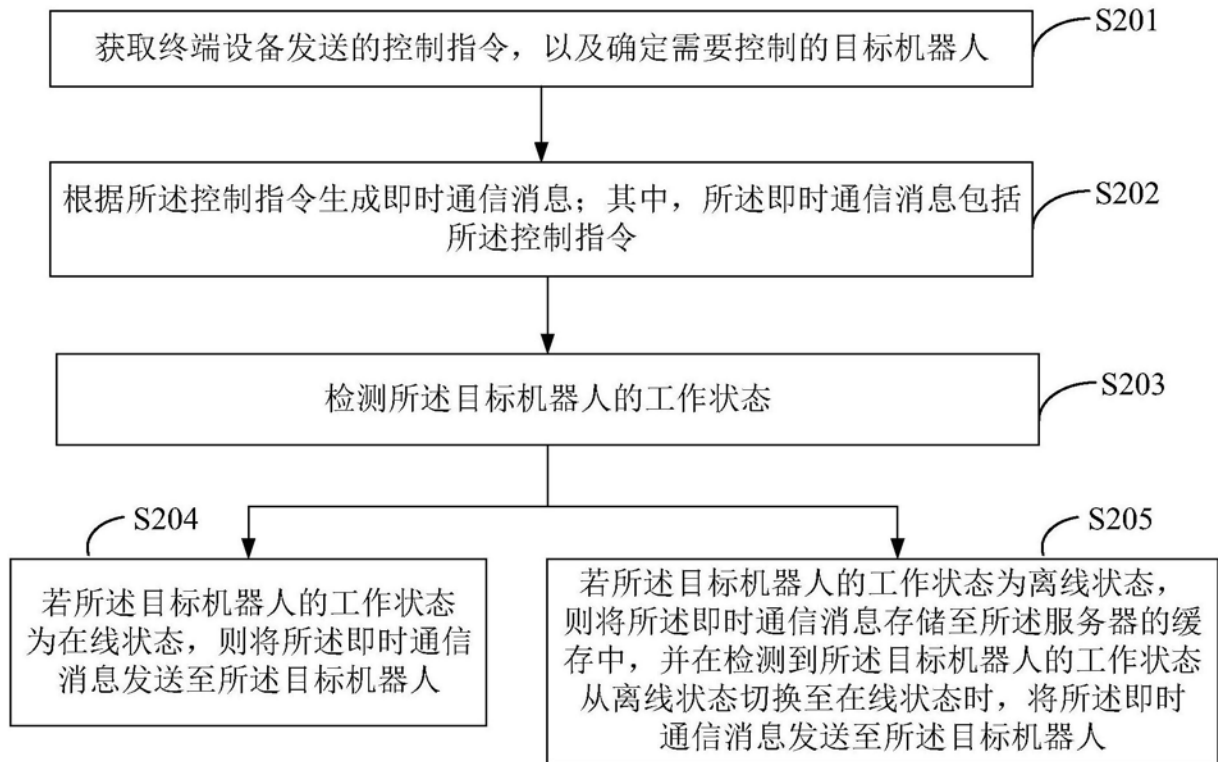 S201
获取终端设备发送的控制指令，以及确定需要控制的目标机器人
S202
根据所述控制指令生成即时通信消息；其中，所述即时通信消息包括
所述控制指令
S203
检测所述目标机器人的工作状态
S204
若所述目标机器人的工作状态
为在线状态，则将所述即时通信
消息发送至所述目标机器人
S205
若所述目标机器人的工作状态为离线状态，
则将所述即时通信消息存储至所述服务器的缓
存中，并在检测到所述目标机器人的工作状态
从离线状态切换至在线状态时，将所述即时
通信消息发送至所述目标机器人